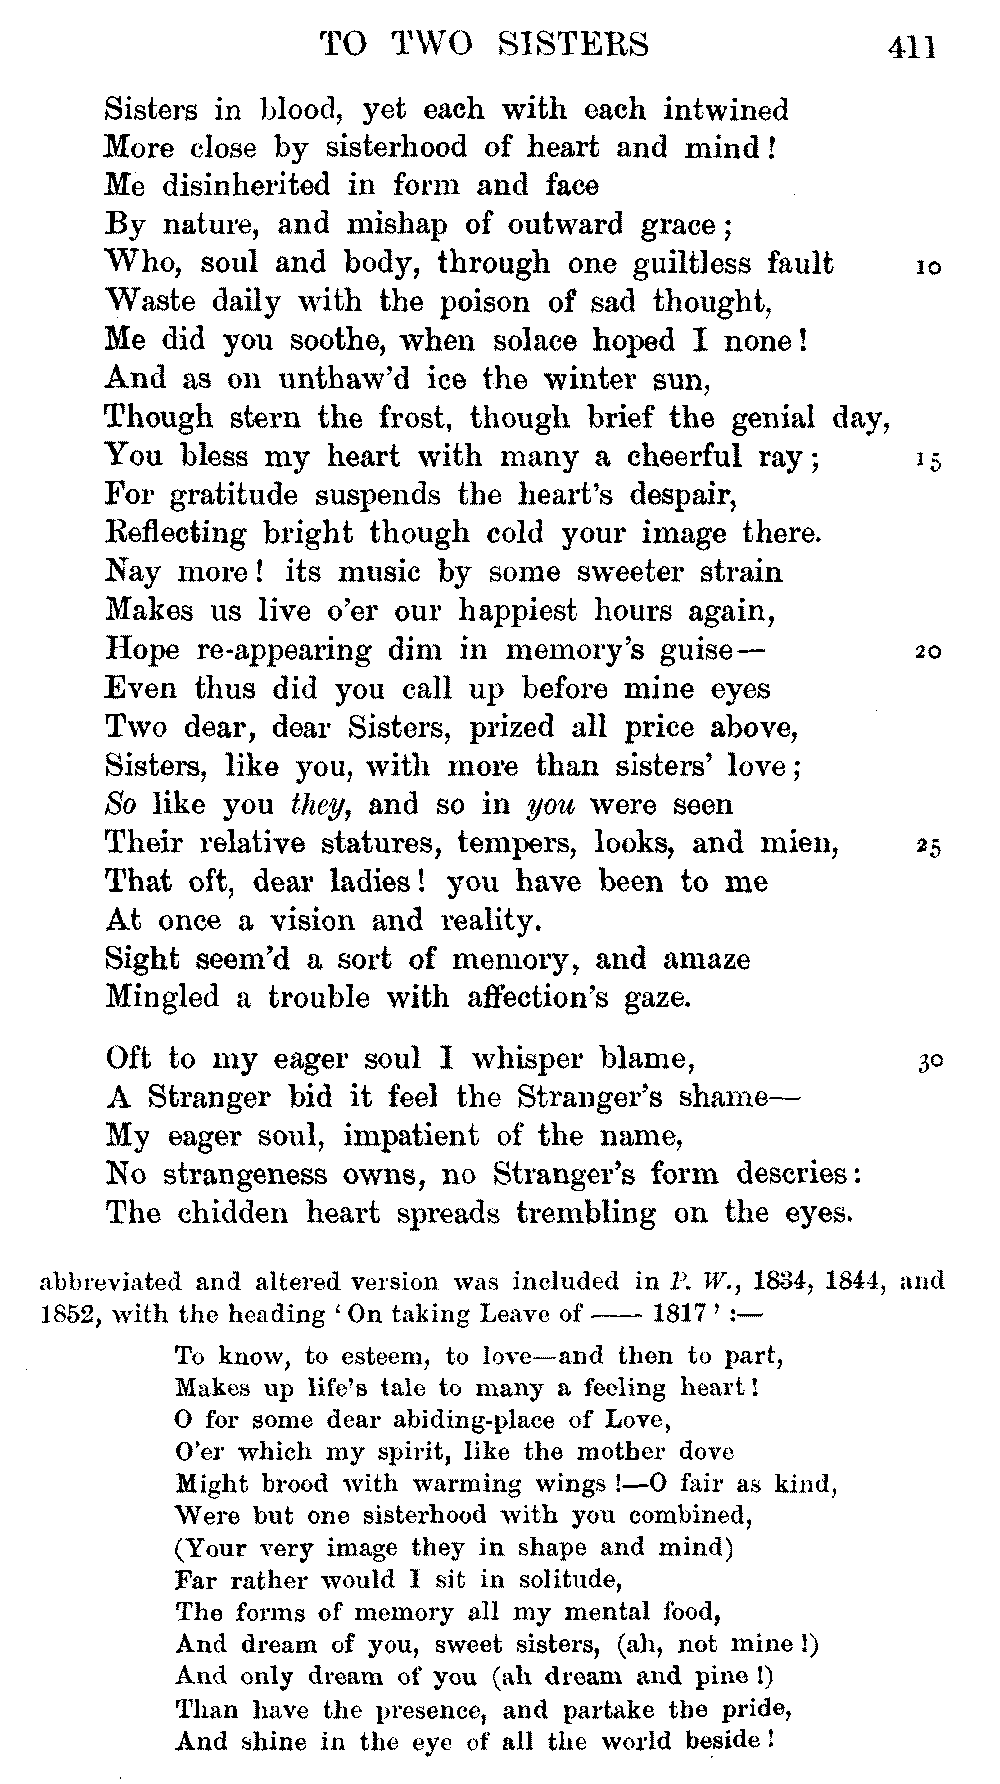 TO TWO SISTERS 411
Sisters in blood, yet each with each intwined
More close by sisterhood of heart and mind!
Me disinherited in form and face
By nature, and mishap of outward grace;
Who, soul and body, through one guiltless fault 10
Waste daily with the poison of sad thought,
Me did you soothe, when solace hoped I none!
And as on unthaw'd ice the winter sun,
Though stern the frost, though brief the genial day,
You bless my heart with many a cheerful ray; 15
For gratitude suspends the heart's despair,
Reflecting bright though cold your image there.
Nay more! its music by some sweeter strain
Makes us live o'er our happiest hours again,
Hope re-appearing dim in memory's guise— 20
Even thus did you call up before mine eyes
Two dear, dear Sisters, prized all price above,
Sisters, like you, with more than sisters' love;
So like you they, and so in you were seen
Their relative statures, tempers, looks, and mien, 25
That oft, dear ladies! you have been to me
At once a vision and reality.
Sight seem'd a sort of memory, and amaze
Mingled a trouble with affection's gaze.
Oft to my eager soul I whisper blame, 30
A Stranger bid it feel the Stranger's shame—
My eager soul, impatient of the name,
No strangeness owns, no Stranger's form descries:
The chidden heart spreads trembling on the eyes.
abbreviated and altered version was included in P. W., 1834, 1844, and
1852, with the heading ‘On taking Leave of —— 1817’:—
To know, to esteem, to love—and then to part,
Makes up life's tale to many a feeling heart!
O for some dear abiding-place of Love,
O'er which my spirit, like the mother dove
Might brood with warming wings!—O fair as kind,
Were but one sisterhood with you combined,
(Your very image they in shape and mind)
Far rather would I sit in solitude,
The forms of memory all my mental food,
And dream of you, sweet sisters, (ah, not mine!)
And only dream of you (ah dream and pine!)
Than have the presence, and partake the pride,
And shine in the eye of all the world beside!